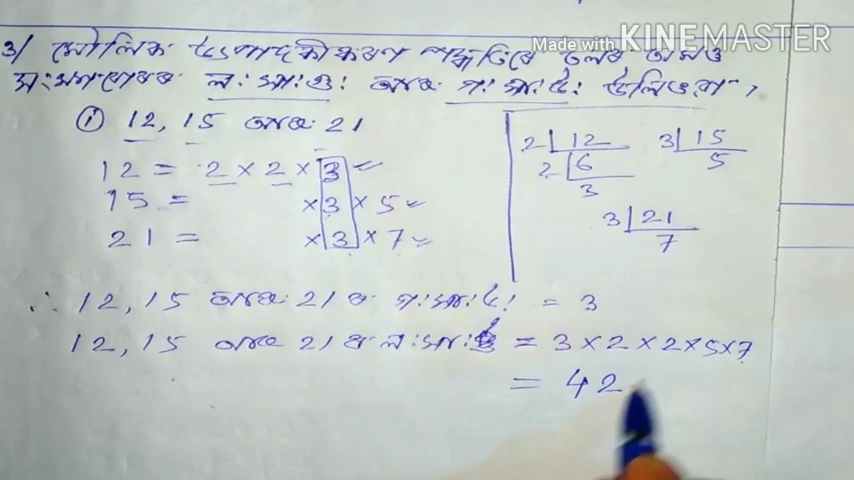 Made with KINEMASTER
3/ মৌলিক উৎপাদকীকৰণ পদ্ধতিৰে তলৰ অখণ্ড
সংখ্যাবোৰৰ ল: সা: গু: আৰু গ: সা: উ: উলিওৱা,
① 12, 15 আৰু 21
12 = 2 × 2 × 3
15 = × 3 × 5
21 = × 3 × 7
2 12
2 6
3
3 15
5
3 21
7
∴ 12, 15 আৰু 21 ৰ গ: সা: উ: = 3
12, 15 আৰু 21 ৰ ল: সা: গু: = 3 × 2 × 2 × 5 × 7
= 42